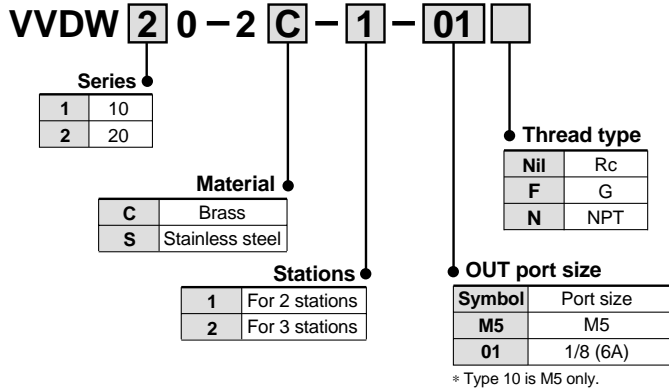 VVDW 2 0 - 2 C - 1 - 01
Series
1 10
2 20
Thread type
Nil Rc
F G
N NPT
Material
C Brass
S Stainless steel
Stations
1 For 2 stations
2 For 3 stations
OUT port size
Symbol Port size
M5 M5
01 1/8 (6A)
* Type 10 is M5 only.